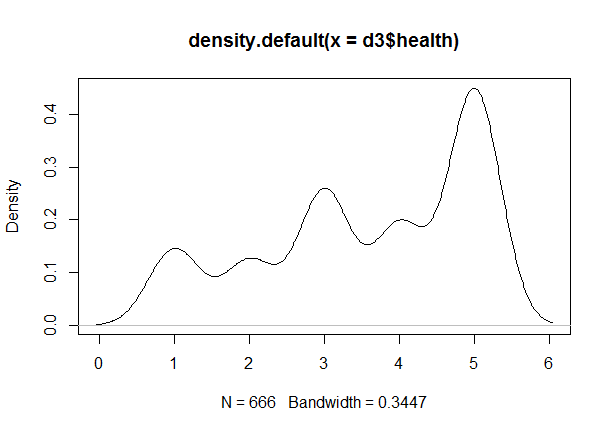 density.default(x = d3$health)
Density
0.0 0.1 0.2 0.3 0.4
0 1 2 3 4 5 6
N = 666 Bandwidth = 0.3447